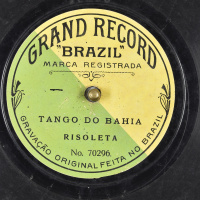 GRAND RECORD
"BRAZIL"
MARCA REGISTRADA
TANGO DO BAHIA
RISOLETA
No. 70296
GRAVAÇÃO ORIGINAL FEITA NO BRAZIL